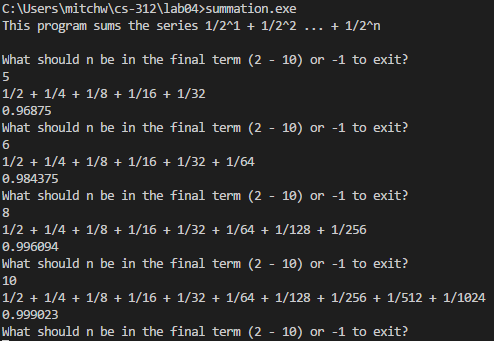 C:\Users\mitchw\cs-312\lab04>summation.exe
This program sums the series 1/2^1 + 1/2^2 ... + 1/2^n

What should n be in the final term (2 - 10) or -1 to exit?
5
1/2 + 1/4 + 1/8 + 1/16 + 1/32
0.96875
What should n be in the final term (2 - 10) or -1 to exit?
6
1/2 + 1/4 + 1/8 + 1/16 + 1/32 + 1/64
0.984375
What should n be in the final term (2 - 10) or -1 to exit?
8
1/2 + 1/4 + 1/8 + 1/16 + 1/32 + 1/64 + 1/128 + 1/256
0.996094
What should n be in the final term (2 - 10) or -1 to exit?
10
1/2 + 1/4 + 1/8 + 1/16 + 1/32 + 1/64 + 1/128 + 1/256 + 1/512 + 1/1024
0.999023
What should n be in the final term (2 - 10) or -1 to exit?